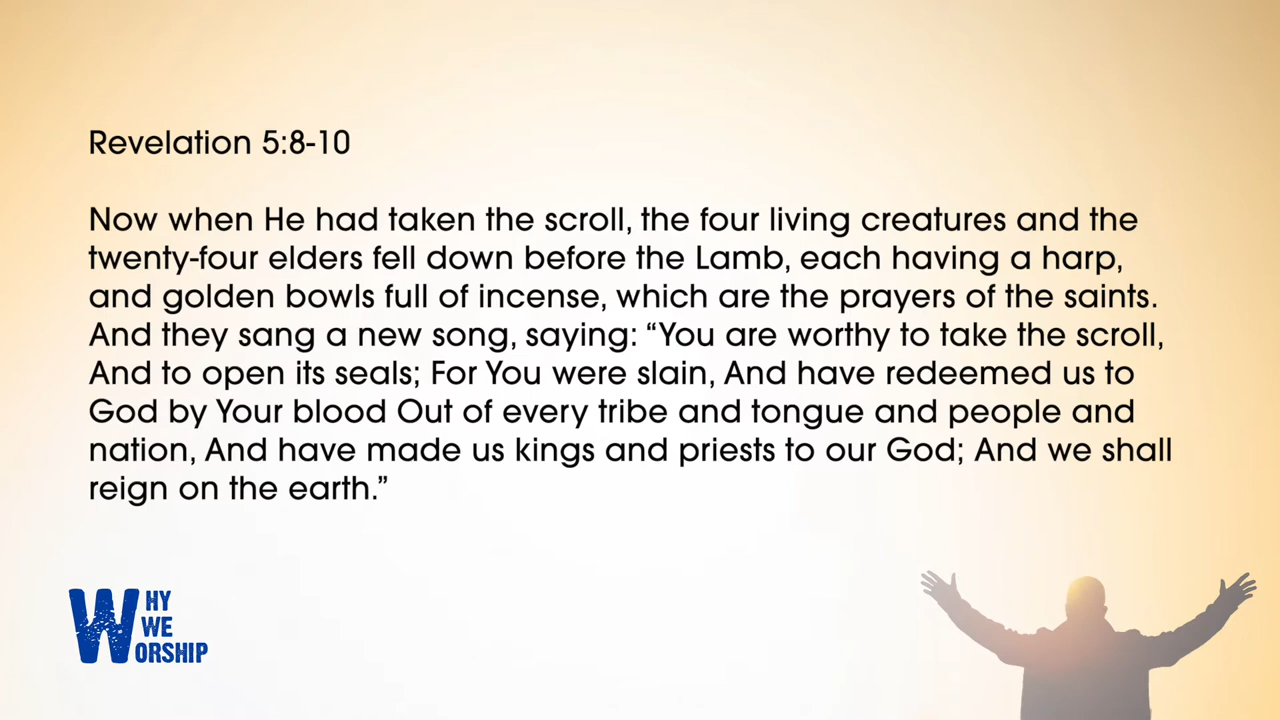 Revelation 5:8-10
Now when He had taken the scroll, the four living creatures and the
twenty-four elders fell down before the Lamb, each having a harp,
and golden bowls full of incense, which are the prayers of the saints.
And they sang a new song, saying: “You are worthy to take the scroll,
And to open its seals; For You were slain, And have redeemed us to
God by Your blood Out of every tribe and tongue and people and
nation, And have made us kings and priests to our God; And we shall
reign on the earth.”
WHY
WE
WORSHIP